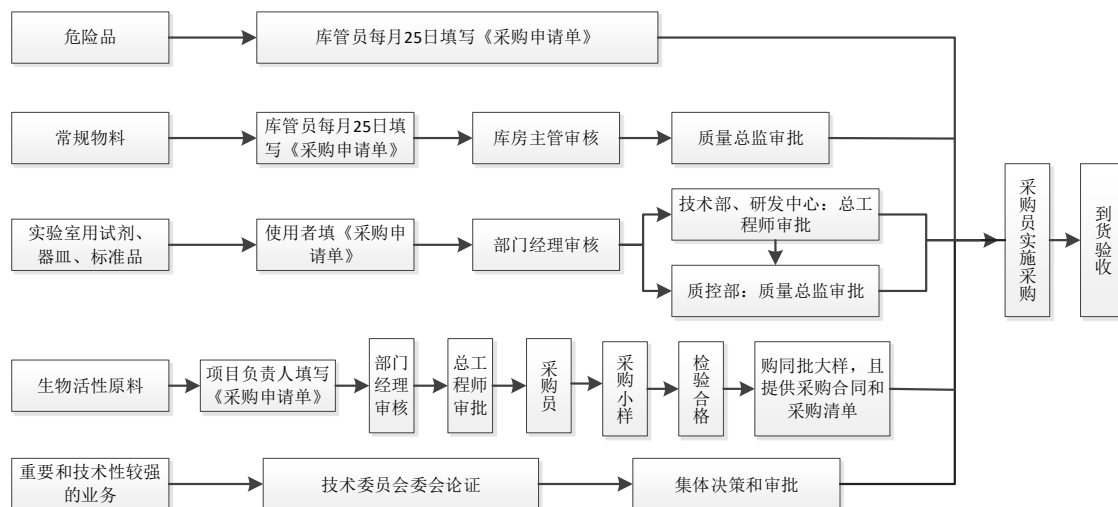 危险品
库管员每月25日填写《采购申请单》
常规物料
库管员每月25日填
写《采购申请单》
库房主管审核
质量总监审批
实验室用试剂、
器皿、标准品
使用者填《采购申
请单》
部门经理审核
技术部、研发中心：总工
程师审批
质控部：质量总监审批
生物活性原料
项目负责人填写
《采购申请单》
部门
经理
审核
总工
程师
审批
采购员
采购小样
检验合格
购同批大样，且
提供采购合同和
采购清单
重要和技术性较强
的业务
技术委员会委会论证
集体决策和审批
采购员实施采购
到货验收